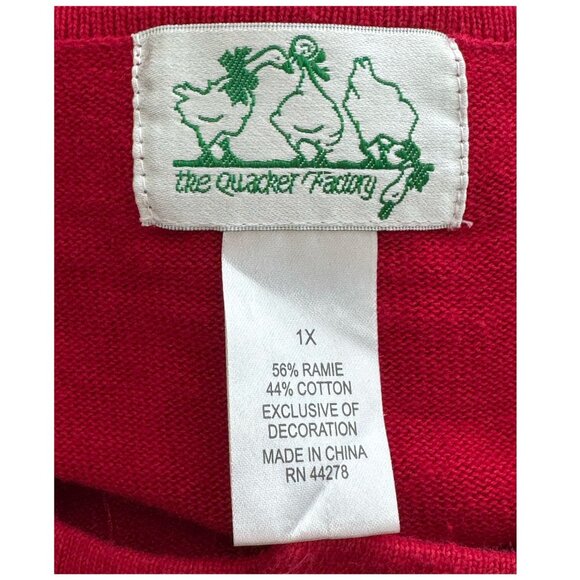 the Quacker Factory
1X
56% RAMIE
44% COTTON
EXCLUSIVE OF
DECORATION
MADE IN CHINA
RN 44278